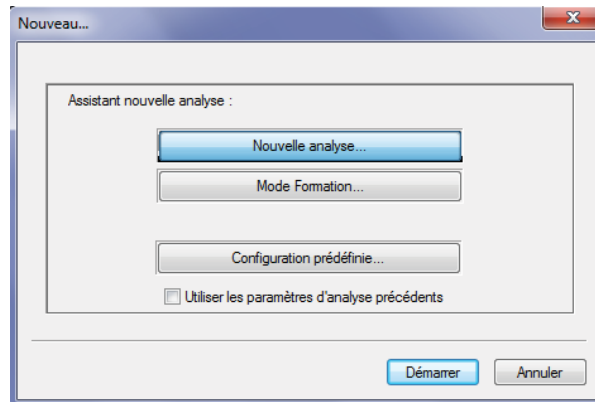 Nouveau...
Assistant nouvelle analyse :
Nouvelle analyse...
Mode Formation...
Configuration prédéfinie...
Utiliser les paramètres d'analyse précédents
Démarrer Annuler